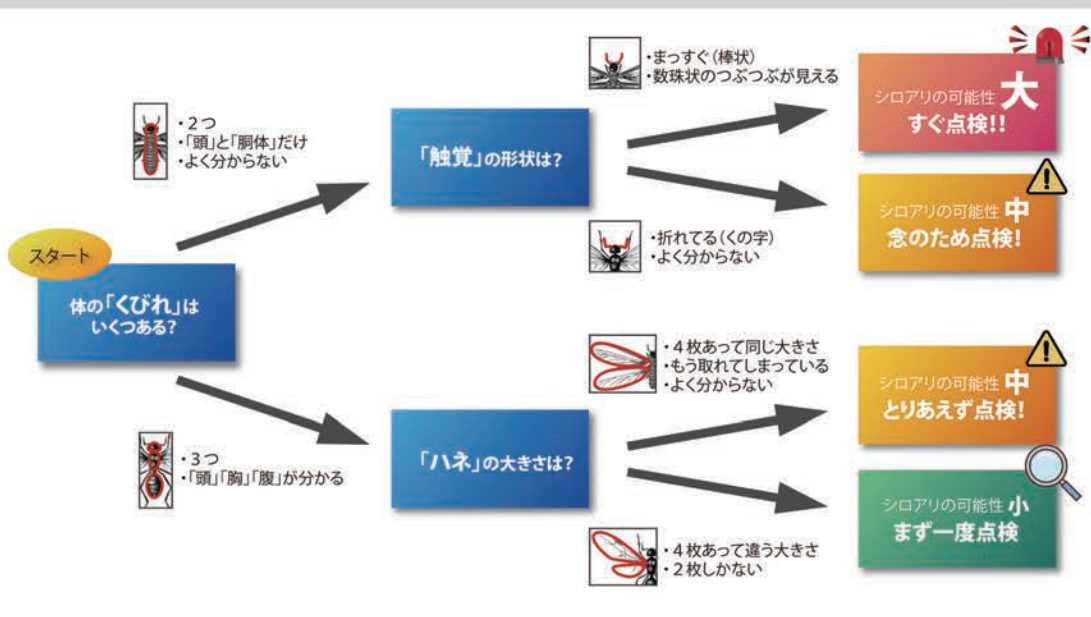 スタート
体の「くびれ」は
いくつある?
・2つ
・「頭」と「胴体」だけ
・よく分からない
「触覚」の形状は?
・まっすぐ(棒状)
・数珠状のつぶつぶが見える
シロアリの可能性 大
すぐ点検!!
・折れてる(くの字)
・よく分からない
シロアリの可能性 中
念のため点検!
・3つ
・「頭」「胸」「腹」が分かる
「ハネ」の大きさは?
・4枚あって同じ大きさ
・もう取れてしまっている
・よく分からない
シロアリの可能性 中
とりあえず点検!
・4枚あって違う大きさ
・2枚しかない
シロアリの可能性 小
まず一度点検